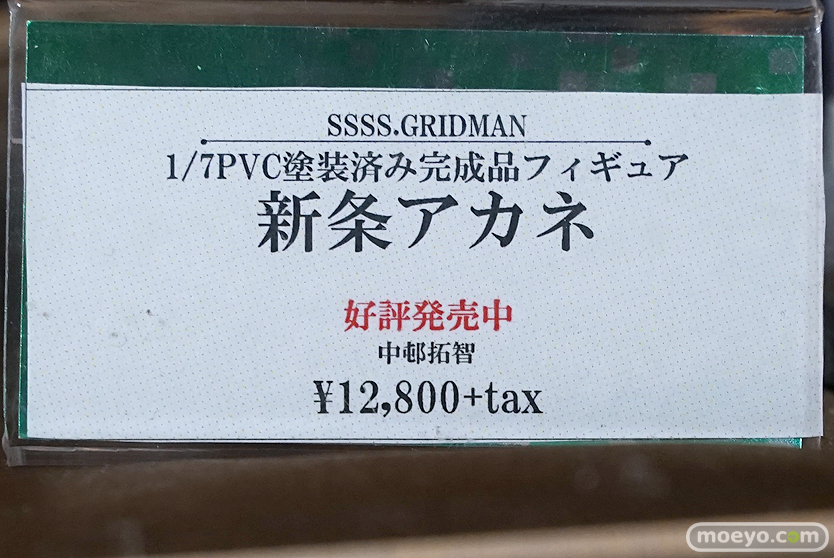 SSSS.GRIDMAN
1/7PVC塗装済み完成品フィギュア
新条アカネ
好評発売中
中邨拓智
¥12,800+tax
moeyo.com